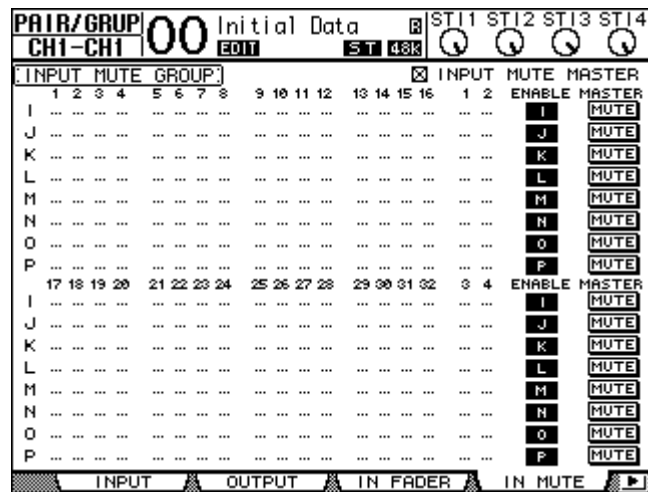 PAIR/GRUP 00 Initial Data R STI1 STI2 STI3 STI4
CH1-CH1 EDIT ST 48K
INPUT MUTE GROUP INPUT MUTE MASTER
1 2 3 4 5 6 7 8 9 10 11 12 13 14 15 16 1 2 ENABLE MASTER
I I MUTE
J J MUTE
K K MUTE
L L MUTE
M M MUTE
N N MUTE
O O MUTE
P P MUTE
17 18 19 20 21 22 23 24 25 26 27 28 29 30 31 32 3 4 ENABLE MASTER
I I MUTE
J J MUTE
K K MUTE
L L MUTE
M M MUTE
N N MUTE
O O MUTE
P P MUTE
INPUT OUTPUT IN FADER IN MUTE